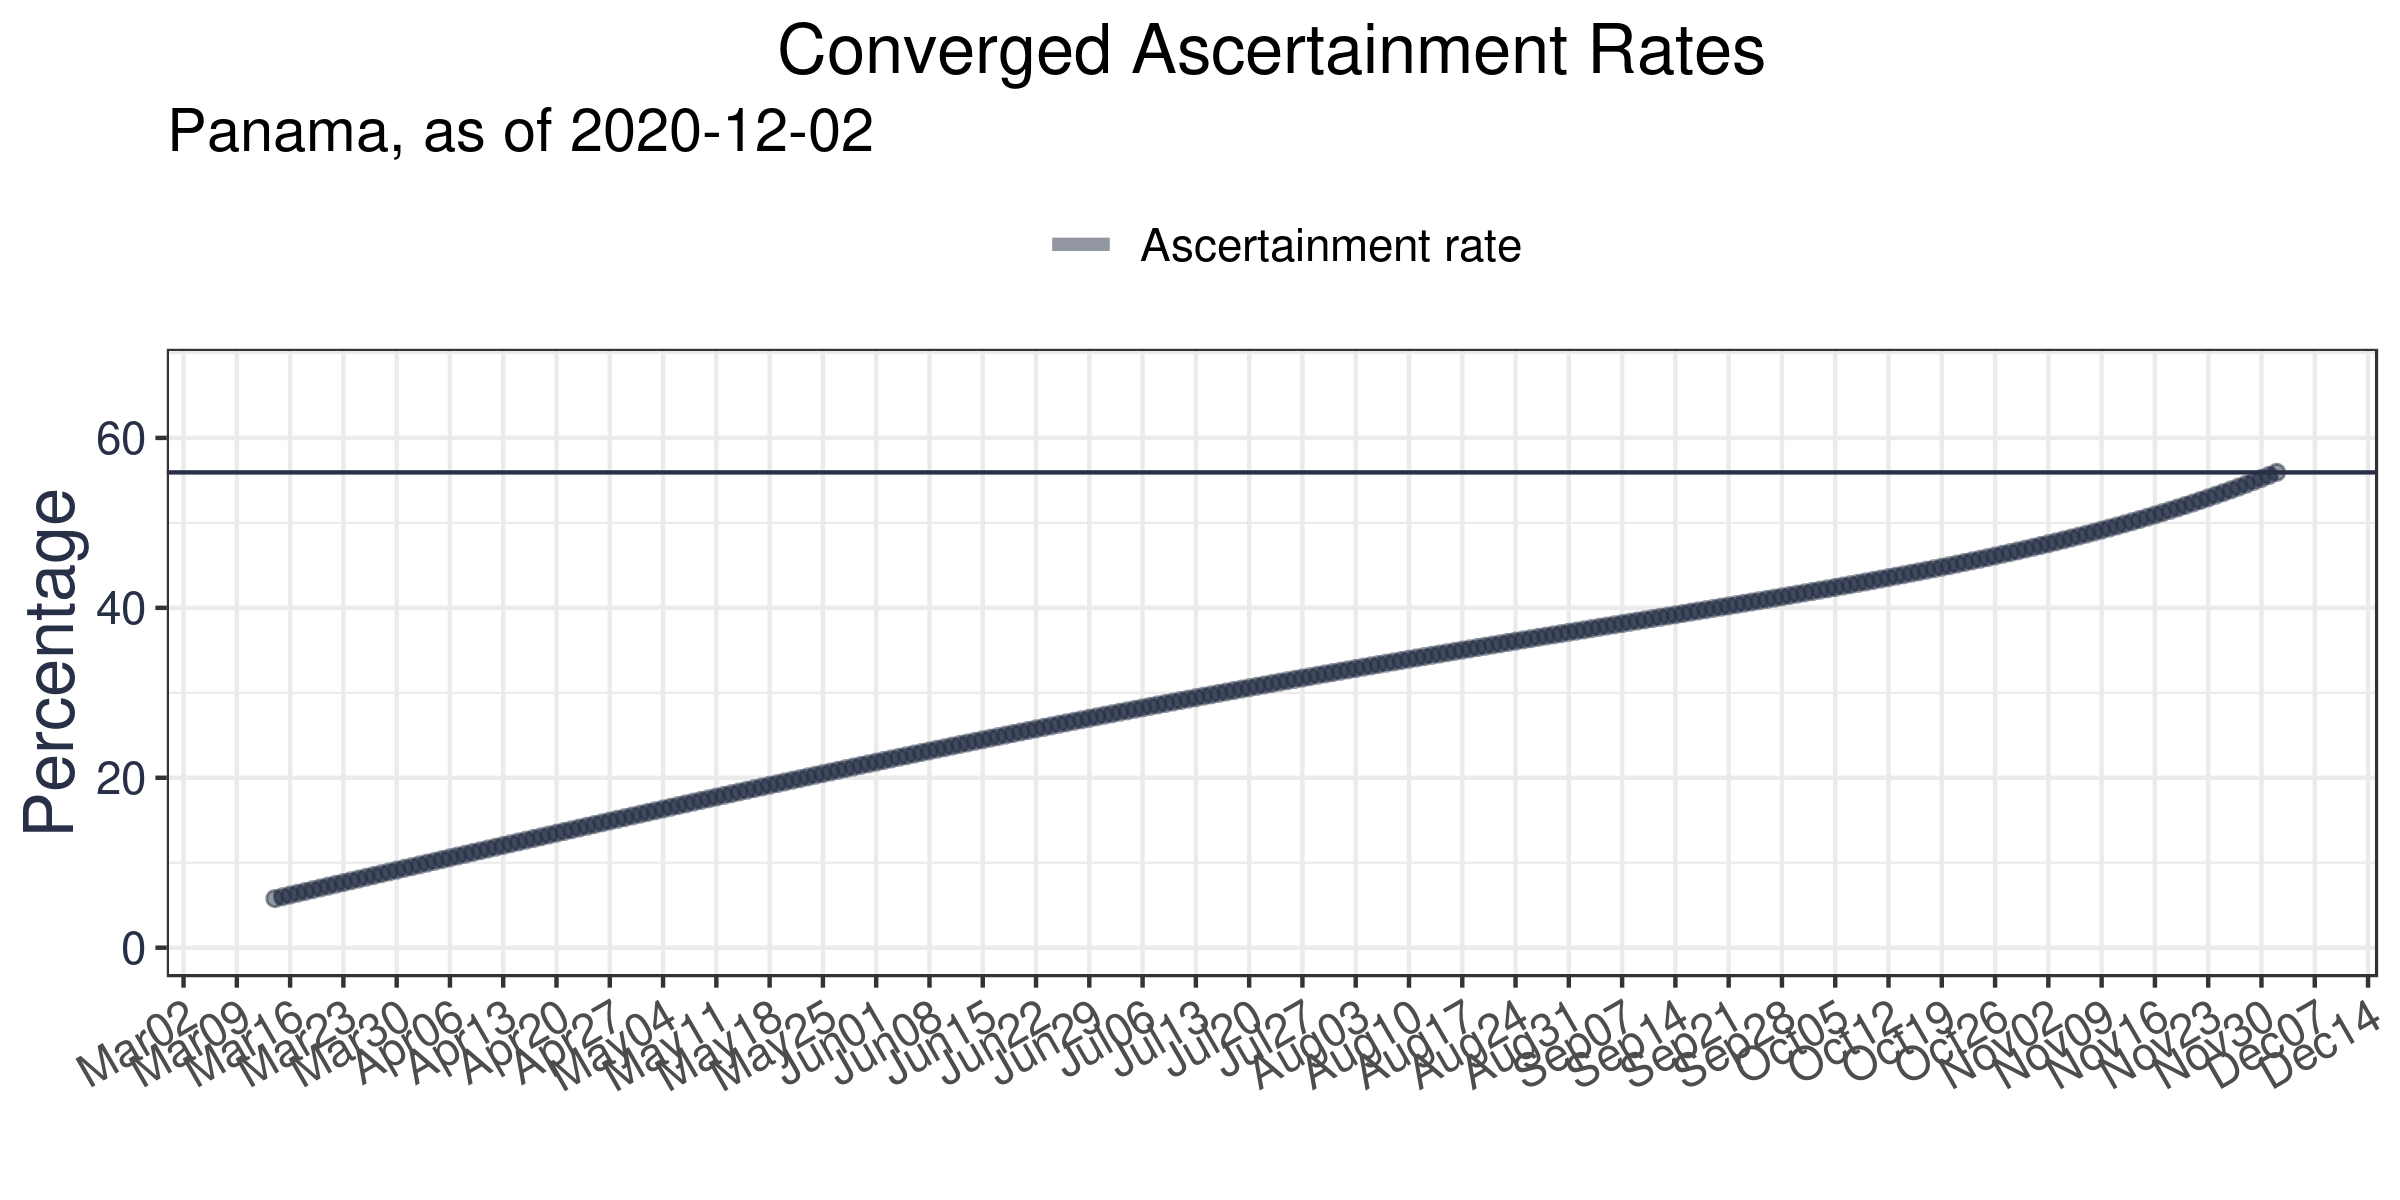 Converged Ascertainment Rates
Panama, as of 2020-12-02
Ascertainment rate
Percentage
60
40
20
0
Mar02 Mar09 Mar16 Mar23 Mar30 Apr06 Apr13 Apr20 Apr27 May04 May11 May18 May25 Jun01 Jun08 Jun15 Jun22 Jun29 Jul06 Jul13 Jul20 Jul27 Aug03 Aug10 Aug17 Aug24 Aug31 Sep07 Sep14 Sep21 Sep28 Oct05 Oct12 Oct19 Oct26 Nov02 Nov09 Nov16 Nov23 Nov30 Dec07 Dec14